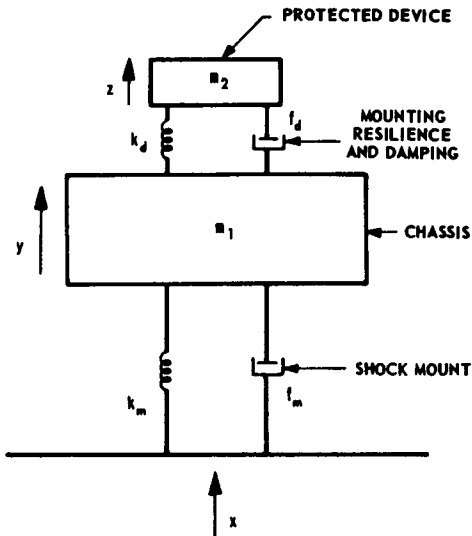 PROTECTED DEVICE
m2
z
kd
fd
MOUNTING
RESILIENCE
AND DAMPING
m1
y
CHASSIS
SHOCK MOUNT
km
fm
x